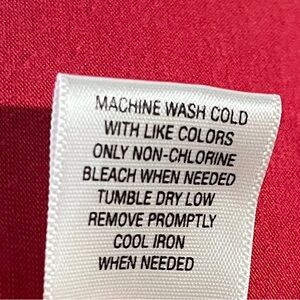 MACHINE WASH COLD
WITH LIKE COLORS
ONLY NON-CHLORINE
BLEACH WHEN NEEDED
TUMBLE DRY LOW
REMOVE PROMPTLY
COOL IRON
WHEN NEEDED